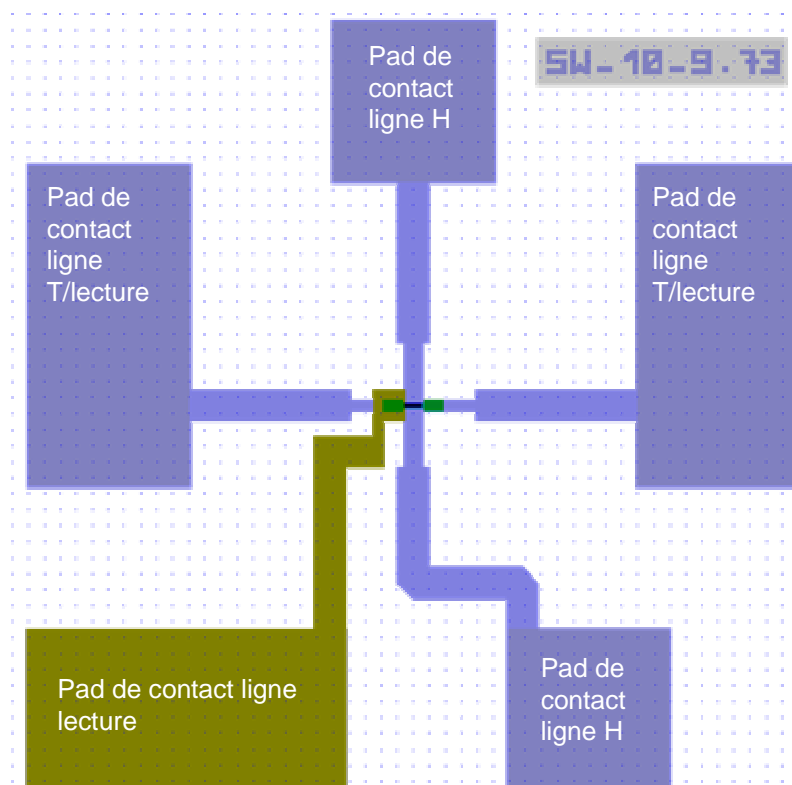 Pad de
contact
ligne H
SW_10_9.73
Pad de
contact
ligne
T/lecture
Pad de
contact
ligne
T/lecture
Pad de contact ligne
lecture
Pad de
contact
ligne H